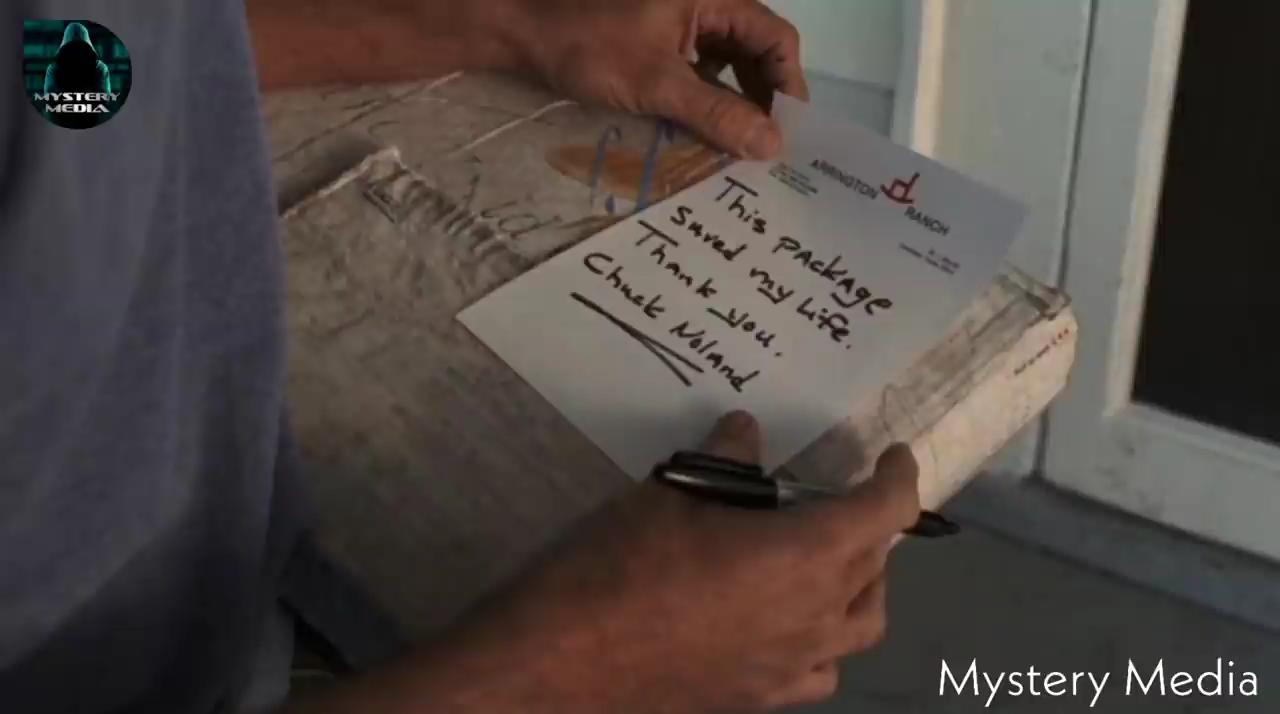 MYSTERY
MEDIA
ARRINGTON RANCH
This package
saved my life.
Thank you.
Chuck Noland
Mystery Media